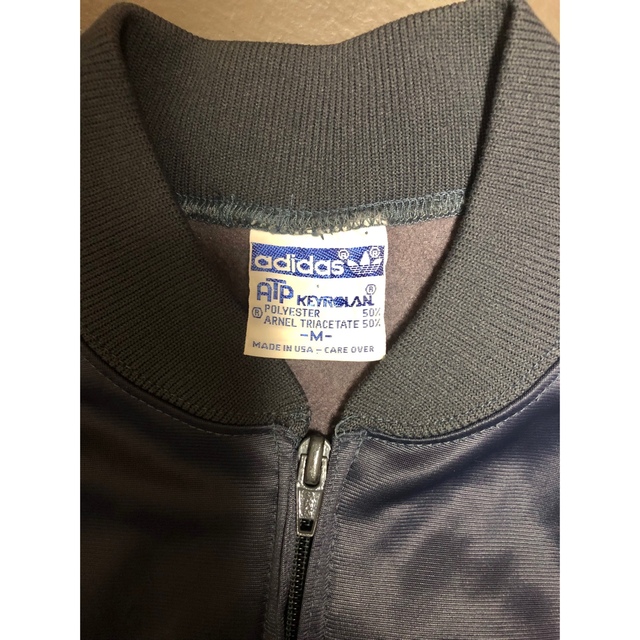 adidas ®
ATP KEYROLAN ®
® POLYESTER 50%
ARNEL TRIACETATE 50%
-M-
MADE IN USA - CARE OVER